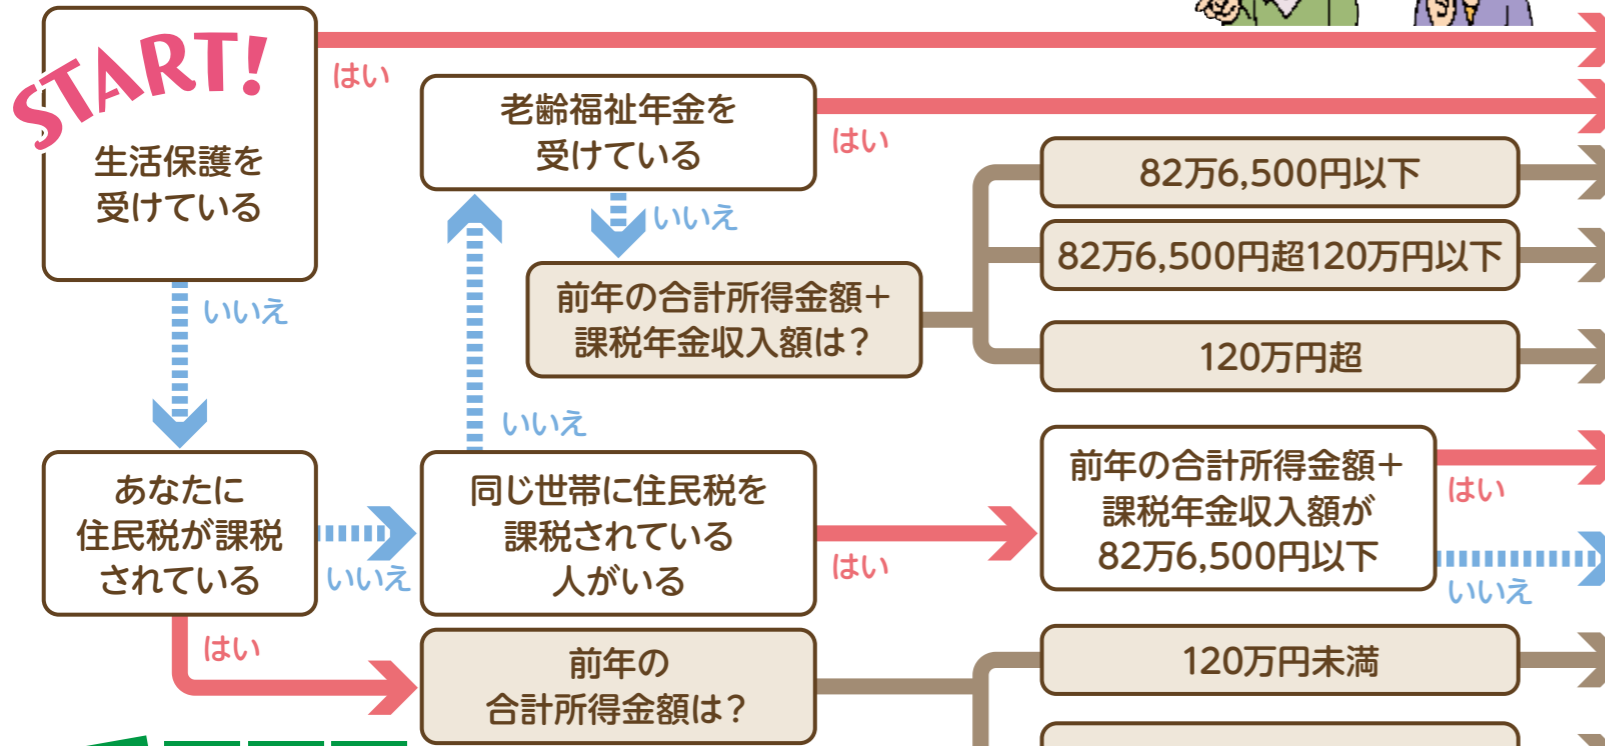 START!
生活保護を
受けている
はい
いいえ
老齢福祉年金を
受けている
はい
いいえ
前年の合計所得金額＋
課税年金収入額は？
82万6,500円以下
82万6,500円超120万円以下
120万円超
あなたに
住民税が課税
されている
いいえ
はい
同じ世帯に住民税を
課税されている
人がいる
いいえ
はい
前年の合計所得金額＋
課税年金収入額が
82万6,500円以下
はい
いいえ
前年の
合計所得金額は？
120万円未満